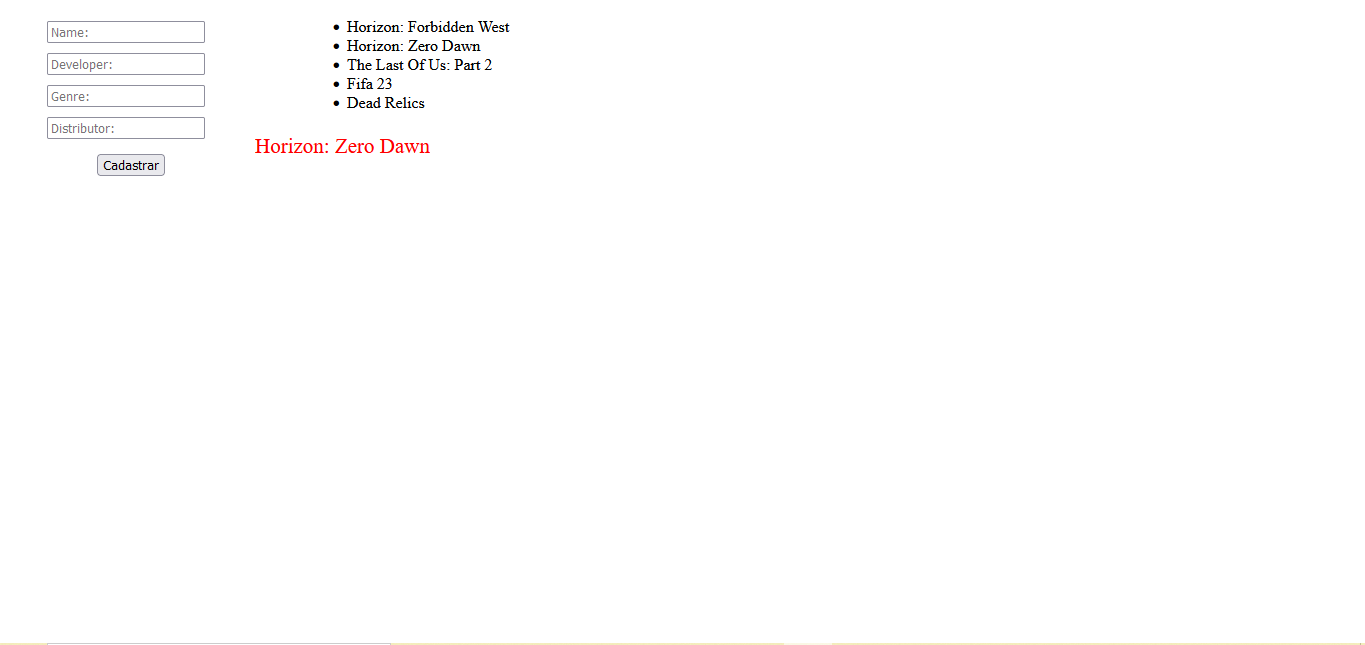 Name:
Developer:
Genre:
Distributor:
Cadastrar
Horizon: Forbidden West
Horizon: Zero Dawn
The Last Of Us: Part 2
Fifa 23
Dead Relics
Horizon: Zero Dawn